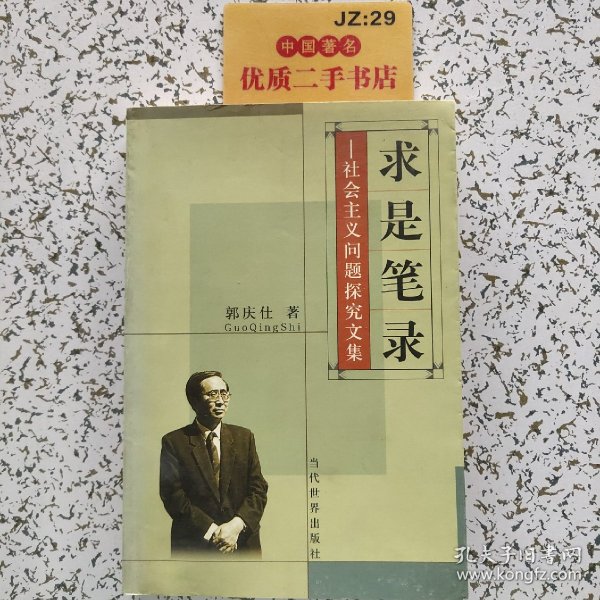 JZ:29
中国著名
优质二手书店
求是笔录
—社会主义问题探究文集
郭庆仕 著
GuoQingShi
当代世界出版社
孔夫子旧书网
www.kongfz.com